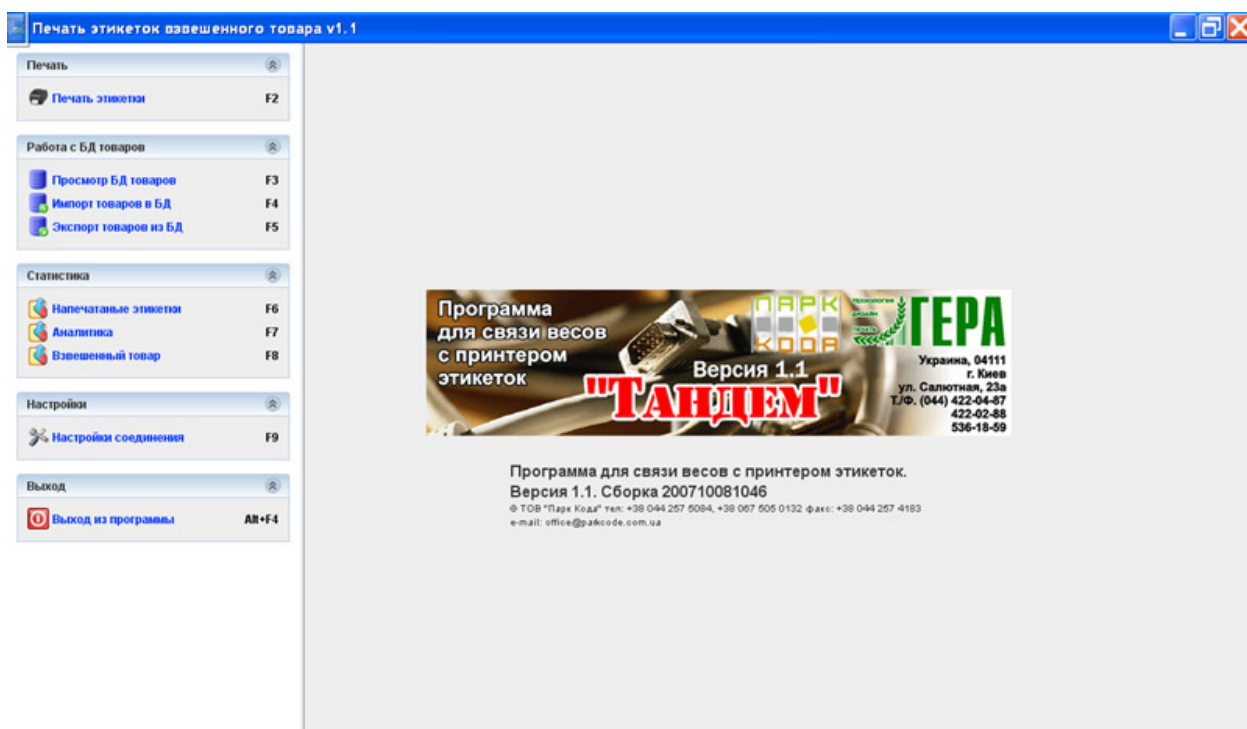 Печать этикеток взвешенного товара v1.1
Печать
Печать этикетки F2
Работа с БД товаров
Просмотр БД товаров F3
Импорт товаров в БД F4
Экспорт товаров из БД F5
Статистика
Напечатаные этикетки F6
Аналитика F7
Взвешенный товар F8
Настройки
Настройки соединения F9
Выход
Выход из программы Alt+F4
Программа
для связи весов
с принтером
этикеток
ПАРК
КОДА
Версия 1.1
"ТАНДЕМ"
ТЕХНОЛОГИЯ
ДИЗАЙН
ПЕЧАТЬ
ГЕРА
Украина, 04111
г. Киев
ул. Салютная, 23а
Т./Ф. (044) 422-04-87
422-02-88
536-18-59
Программа для связи весов с принтером этикеток.
Версия 1.1. Сборка 200710081046
© ТОВ "Парк Кода" тел: +38 044 257 5084, +38 067 505 0132 факс: +38 044 257 4183
e-mail: office@parkcode.com.ua